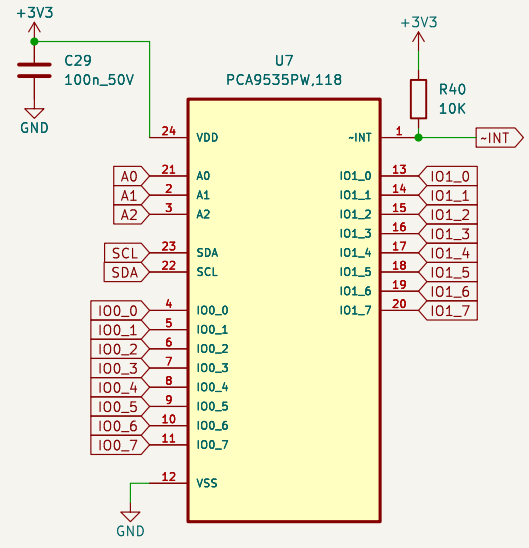 +3V3
C29
100n_50V
GND
U7
PCA9535PW,118
+3V3
R40
10K
24 VDD
~INT 1 ~INT
A0 21 A0
A1 2 A1
A2 3 A2
SCL 23 SDA
SDA 22 SCL
IO0_0 4 IO0_0
IO0_1 5 IO0_1
IO0_2 6 IO0_2
IO0_3 7 IO0_3
IO0_4 8 IO0_4
IO0_5 9 IO0_5
IO0_6 10 IO0_6
IO0_7 11 IO0_7
12 VSS
GND
IO1_0 13 IO1_0
IO1_1 14 IO1_1
IO1_2 15 IO1_2
IO1_3 16 IO1_3
IO1_4 17 IO1_4
IO1_5 18 IO1_5
IO1_6 19 IO1_6
IO1_7 20 IO1_7